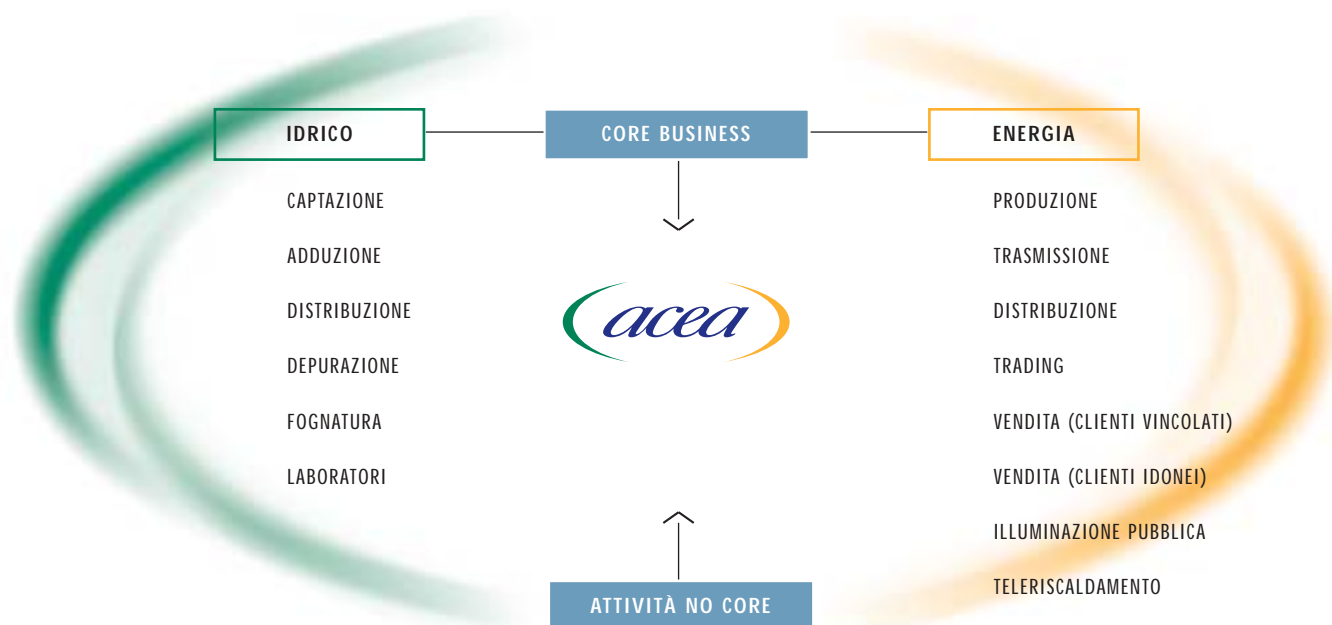 IDRICO
CORE BUSINESS
ENERGIA
CAPTAZIONE
ADDUZIONE
DISTRIBUZIONE
DEPURAZIONE
FOGNATURA
LABORATORI
acea
PRODUZIONE
TRASMISSIONE
DISTRIBUZIONE
TRADING
VENDITA (CLIENTI VINCOLATI)
VENDITA (CLIENTI IDONEI)
ILLUMINAZIONE PUBBLICA
TELERISCALDAMENTO
ATTIVITÀ NO CORE